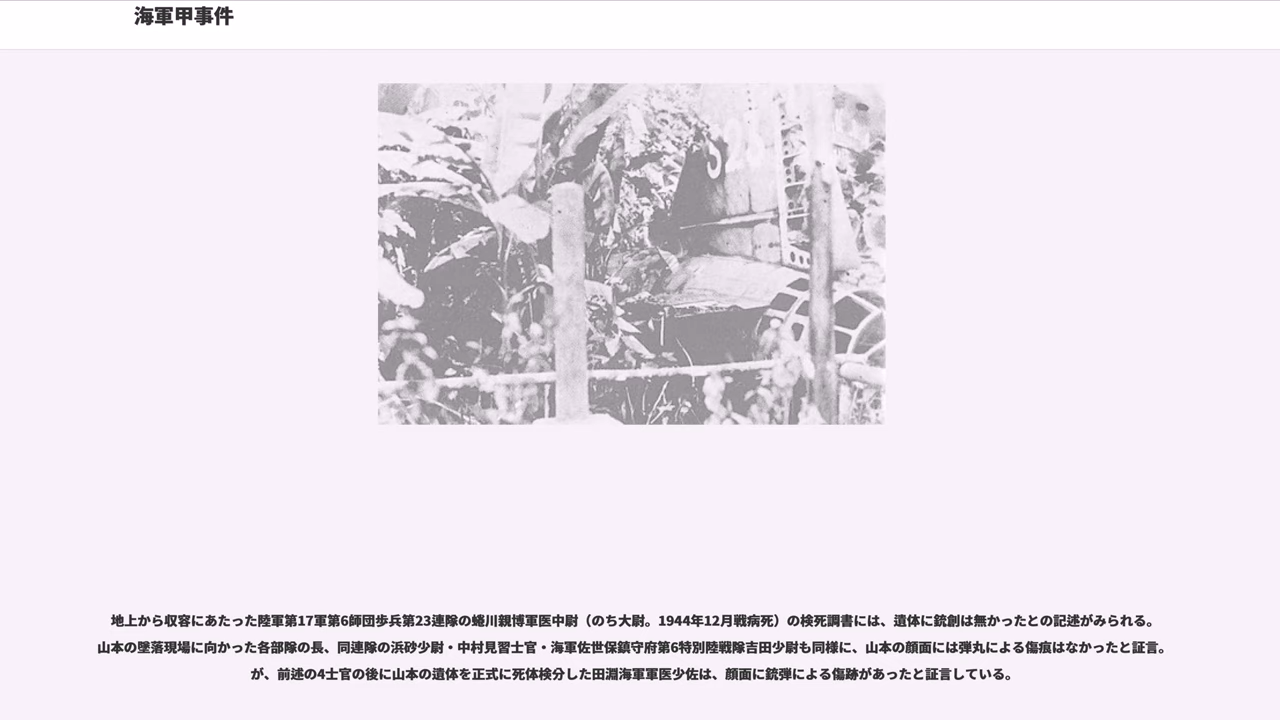 海軍甲事件
323
地上から収容にあたった陸軍第17軍第6師団歩兵第23連隊の蜷川親博軍医中尉（のち大尉。1944年12月戦病死）の検死調書には、遺体に銃創は無かったとの記述がみられる。
山本の墜落現場に向かった各部隊の長、同連隊の浜砂少尉・中村見習士官・海軍佐世保鎮守府第6特別陸戦隊吉田少尉も同様に、山本の顔面には弾丸による傷痕はなかったと証言。
が、前述の4士官の後に山本の遺体を正式に死体検分した田淵海軍軍医少佐は、顔面に銃弾による傷跡があったと証言している。